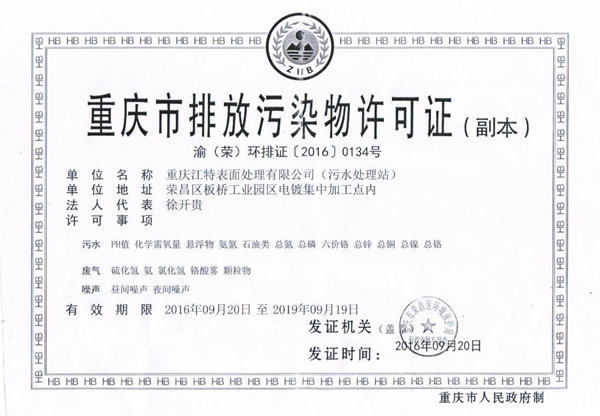 ZHB
重庆市排放污染物许可证（副本）
渝（荣）环排证〔2016〕0134号
单位名称 重庆江特表面处理有限公司（污水处理站）
单位地址 荣昌区板桥工业园区电镀集中加工点内
法人代表 徐开贵
许可事项
污水 PH值 化学需氧量 悬浮物 氨氮 石油类 总氮 总磷 六价铬 总锌 总铜 总镍 总铬
废气 硫化氢 氨 氯化氢 铬酸雾 颗粒物
噪声 昼间噪声 夜间噪声
有效期限 2016年09月20日 至 2019年09月19日
发证机关（盖
发证时间：2016年09月20日
重庆市人民政府制